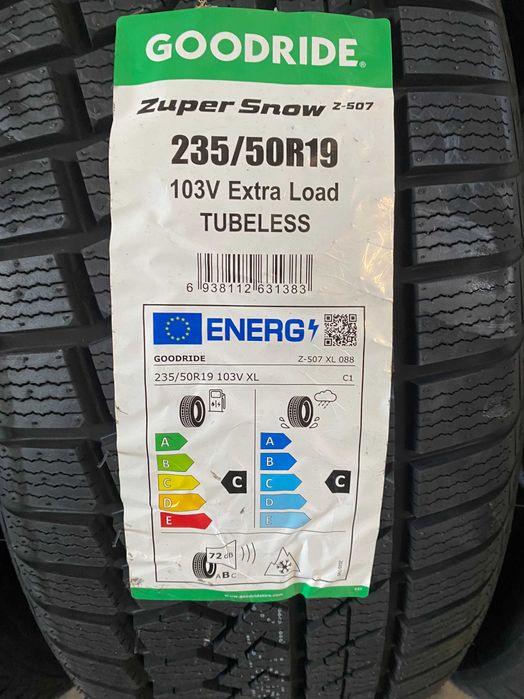 GOODRIDE®
Zuper Snow Z-507
235/50R19
103V Extra Load
TUBELESS
6 938112 631383
ENERG
GOODRIDE Z-507 XL 088
235/50R19 103V XL C1
A A
B B
C C C C
D D
E E
72 dB
ABC
www.goodridetire.com